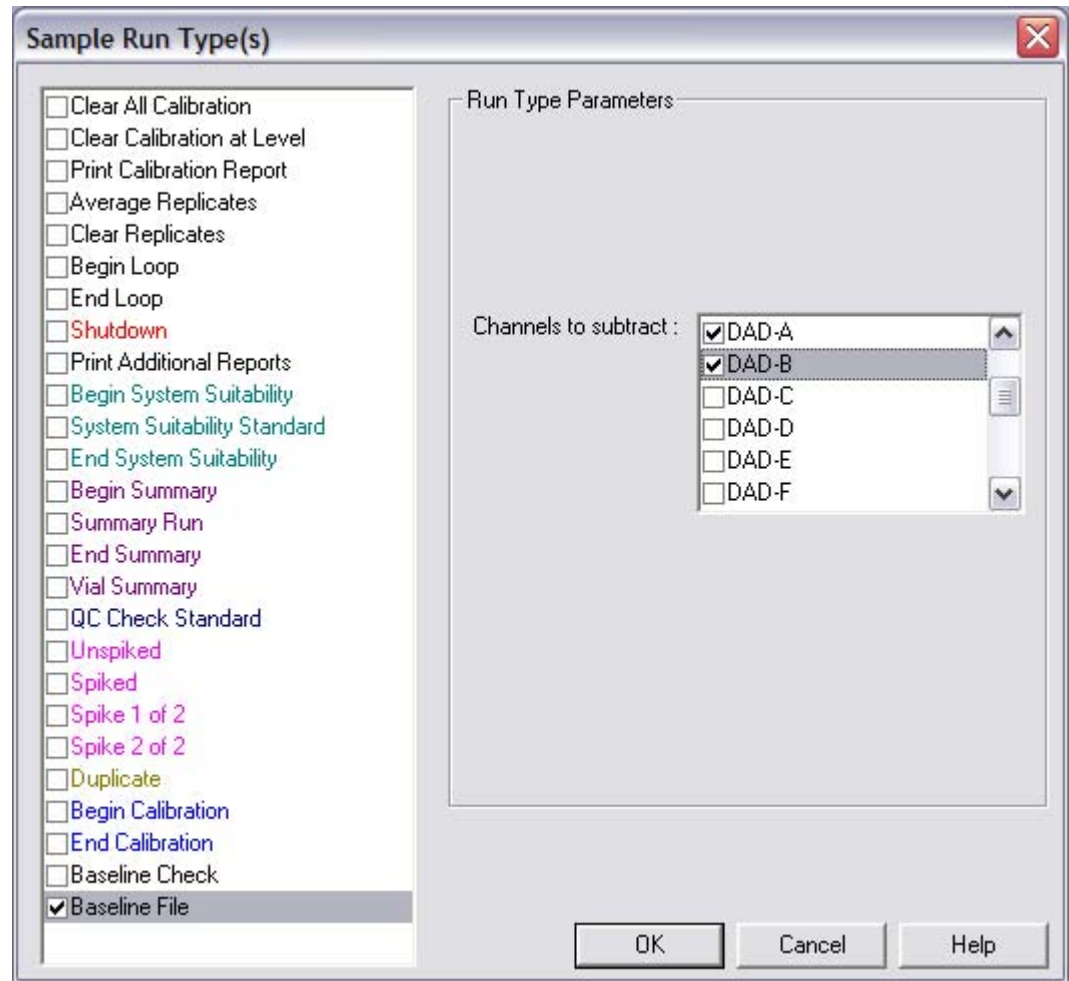 Sample Run Type(s)
Clear All Calibration
Clear Calibration at Level
Print Calibration Report
Average Replicates
Clear Replicates
Begin Loop
End Loop
Shutdown
Print Additional Reports
Begin System Suitability
System Suitability Standard
End System Suitability
Begin Summary
Summary Run
End Summary
Vial Summary
QC Check Standard
Unspiked
Spiked
Spike 1 of 2
Spike 2 of 2
Duplicate
Begin Calibration
End Calibration
Baseline Check
Baseline File
Run Type Parameters
Channels to subtract :
DAD-A
DAD-B
DAD-C
DAD-D
DAD-E
DAD-F
OK
Cancel
Help